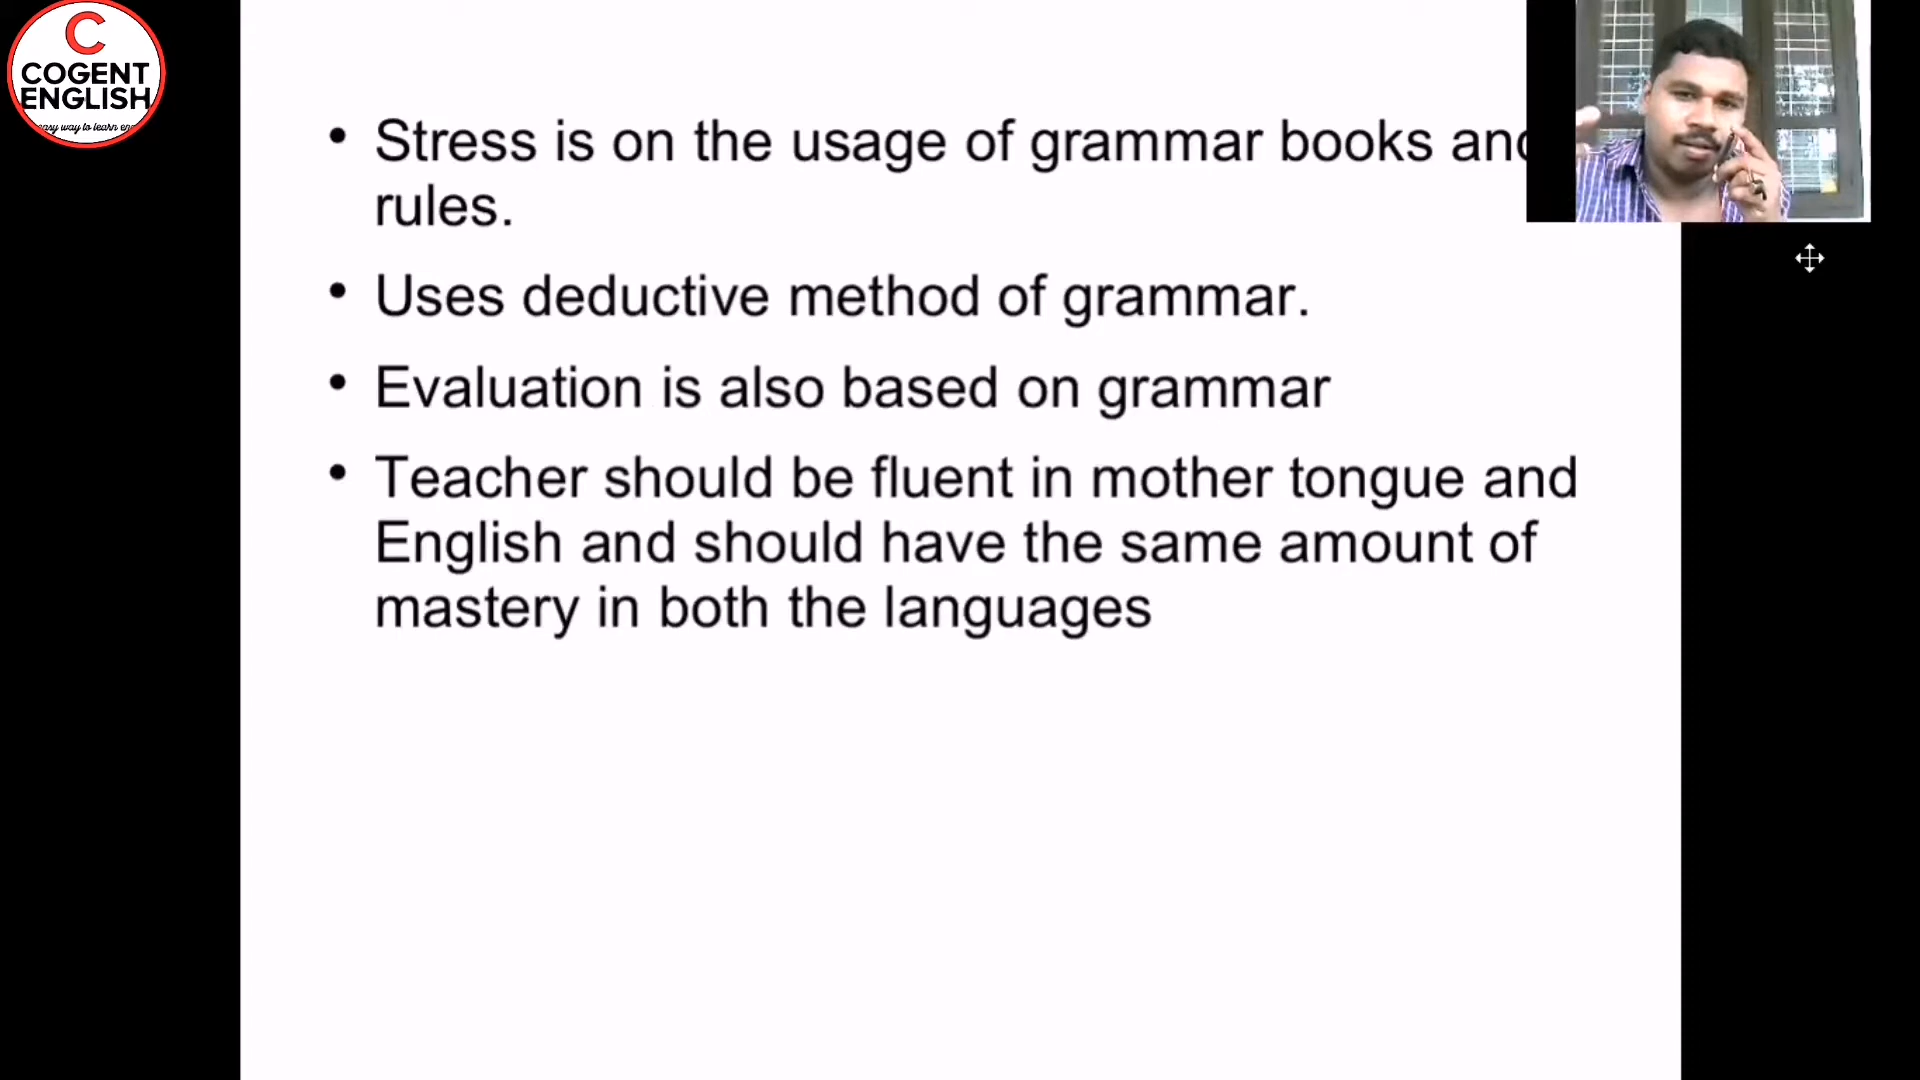 C
COGENT
ENGLISH
easy way to learn eng
• Stress is on the usage of grammar books and
rules.
• Uses deductive method of grammar.
• Evaluation is also based on grammar
• Teacher should be fluent in mother tongue and
English and should have the same amount of
mastery in both the languages